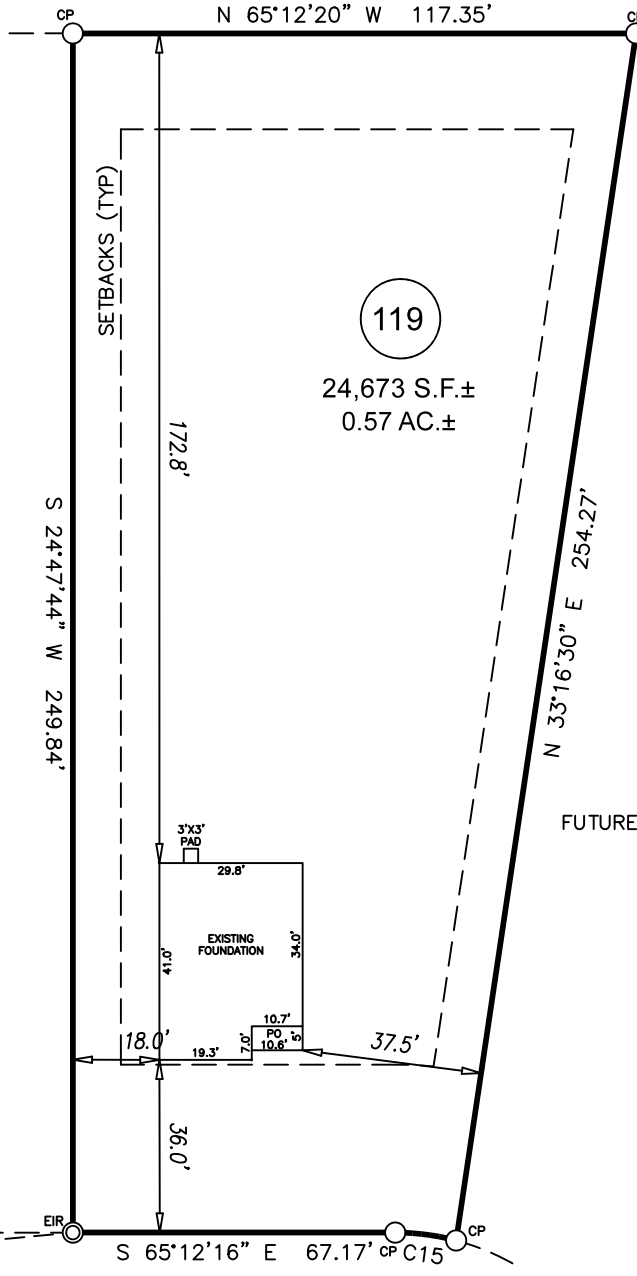 CP
N 65°12'20" W 117.35'
SETBACKS (TYP)
119
24,673 S.F.±
0.57 AC.±
172.8'
S 24°47'44" W 249.84'
N 33°16'30" E 254.27'
FUTURE
3'X3'
PAD
29.8'
EXISTING
FOUNDATION
41.0'
34.0'
10.7'
PO
10.6'
5'
7.0'
19.3'
18.0'
37.5'
36.0'
EIR
CP
S 65°12'16" E 67.17'
CP
C15